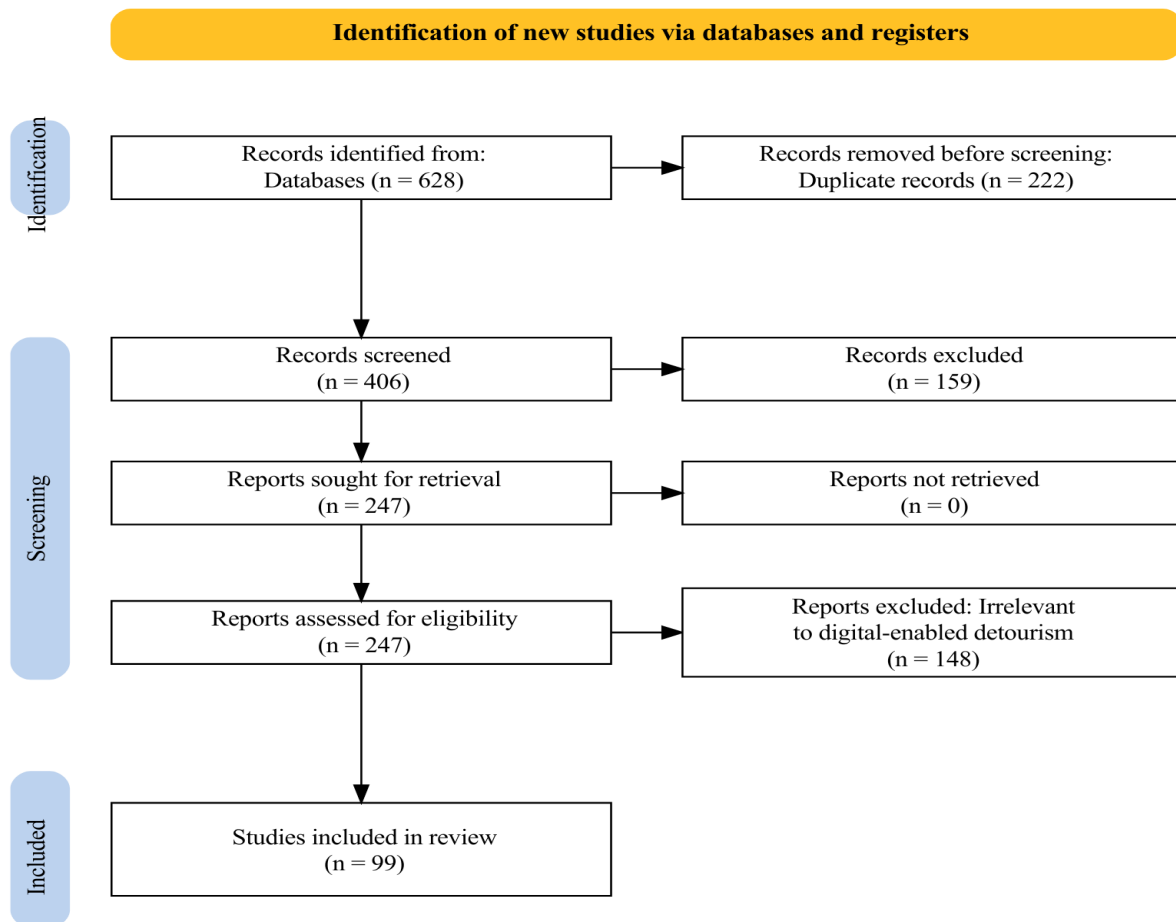 Identification of new studies via databases and registers
Identification
Records identified from:
Databases (n = 628)
Records removed before screening:
Duplicate records (n = 222)
Screening
Records screened
(n = 406)
Records excluded
(n = 159)
Reports sought for retrieval
(n = 247)
Reports not retrieved
(n = 0)
Reports assessed for eligibility
(n = 247)
Reports excluded: Irrelevant
to digital-enabled detourism
(n = 148)
Included
Studies included in review
(n = 99)